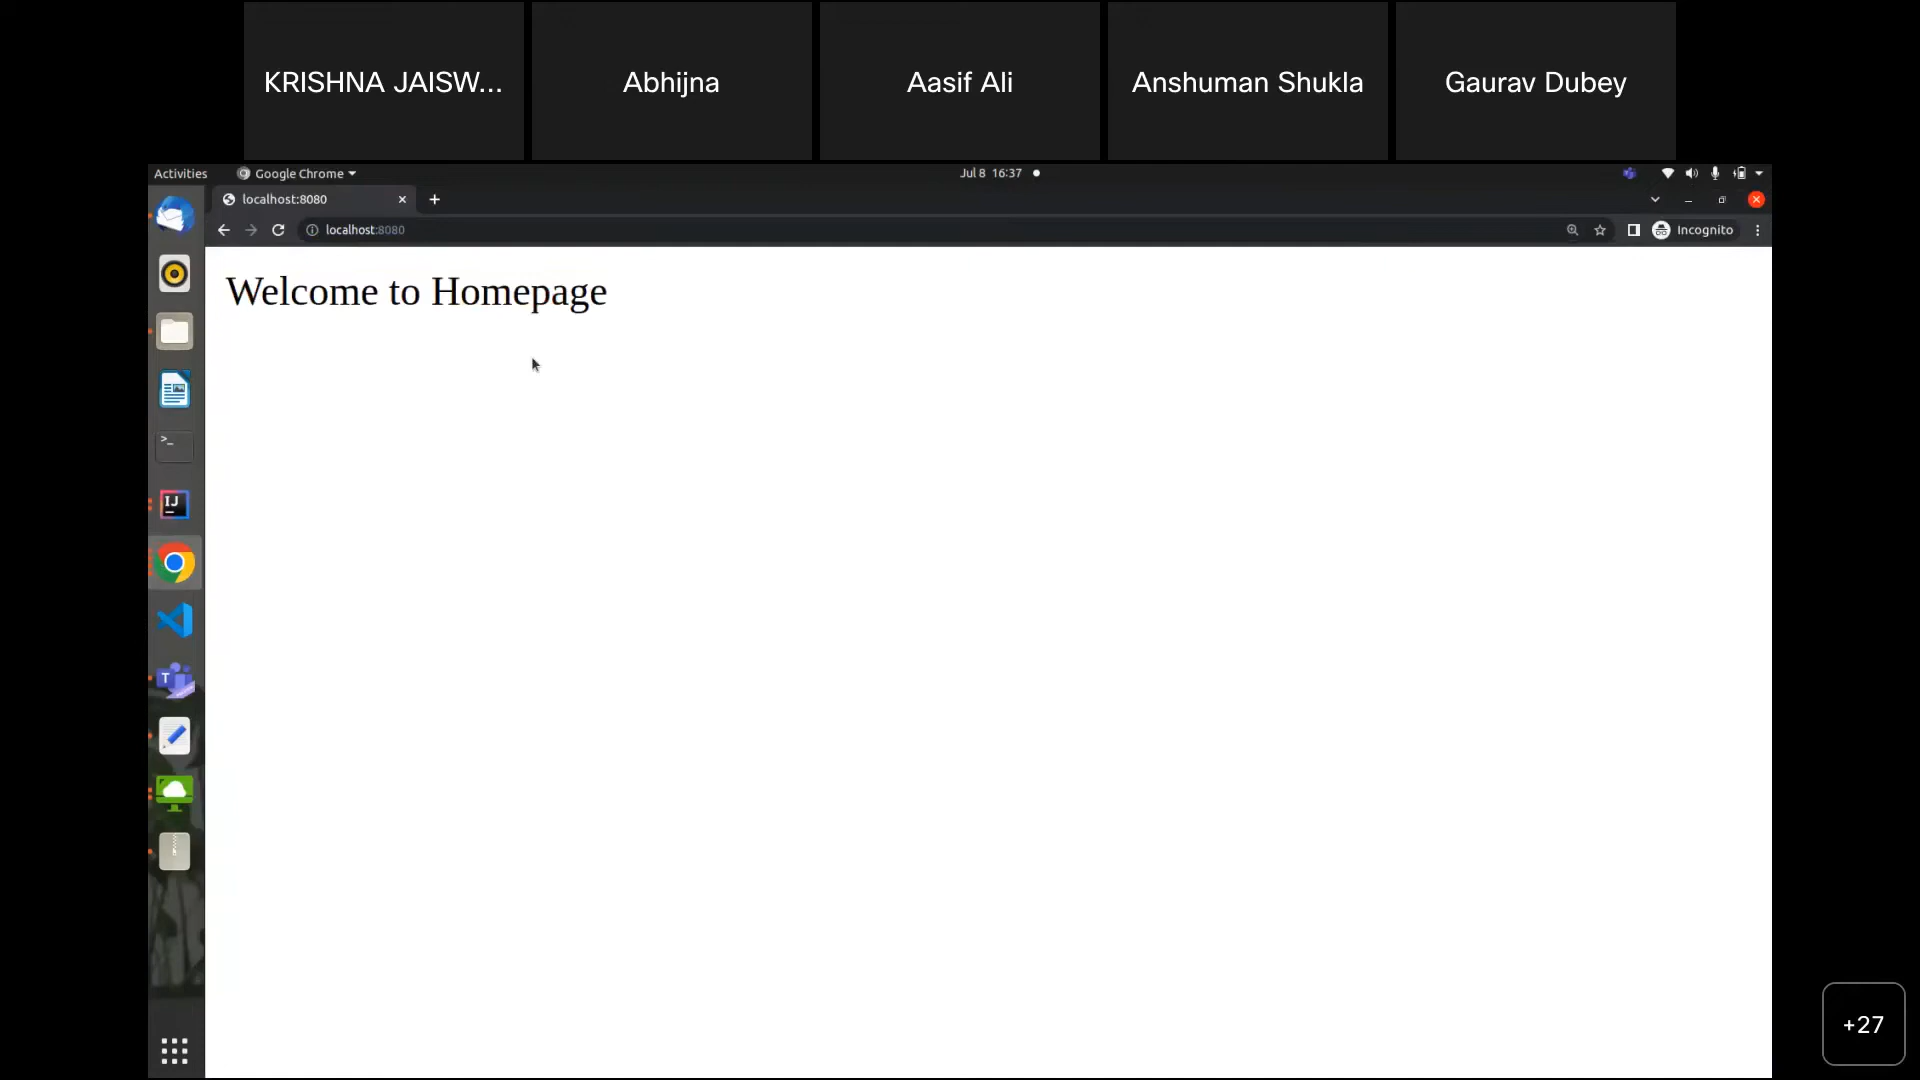 KRISHNA JAISW...
Abhijna
Aasif Ali
Anshuman Shukla
Gaurav Dubey
Activities
Google Chrome
Jul 8 16:37
localhost:8080
localhost:8080
Incognito
Welcome to Homepage
>_
IJ
T
+27